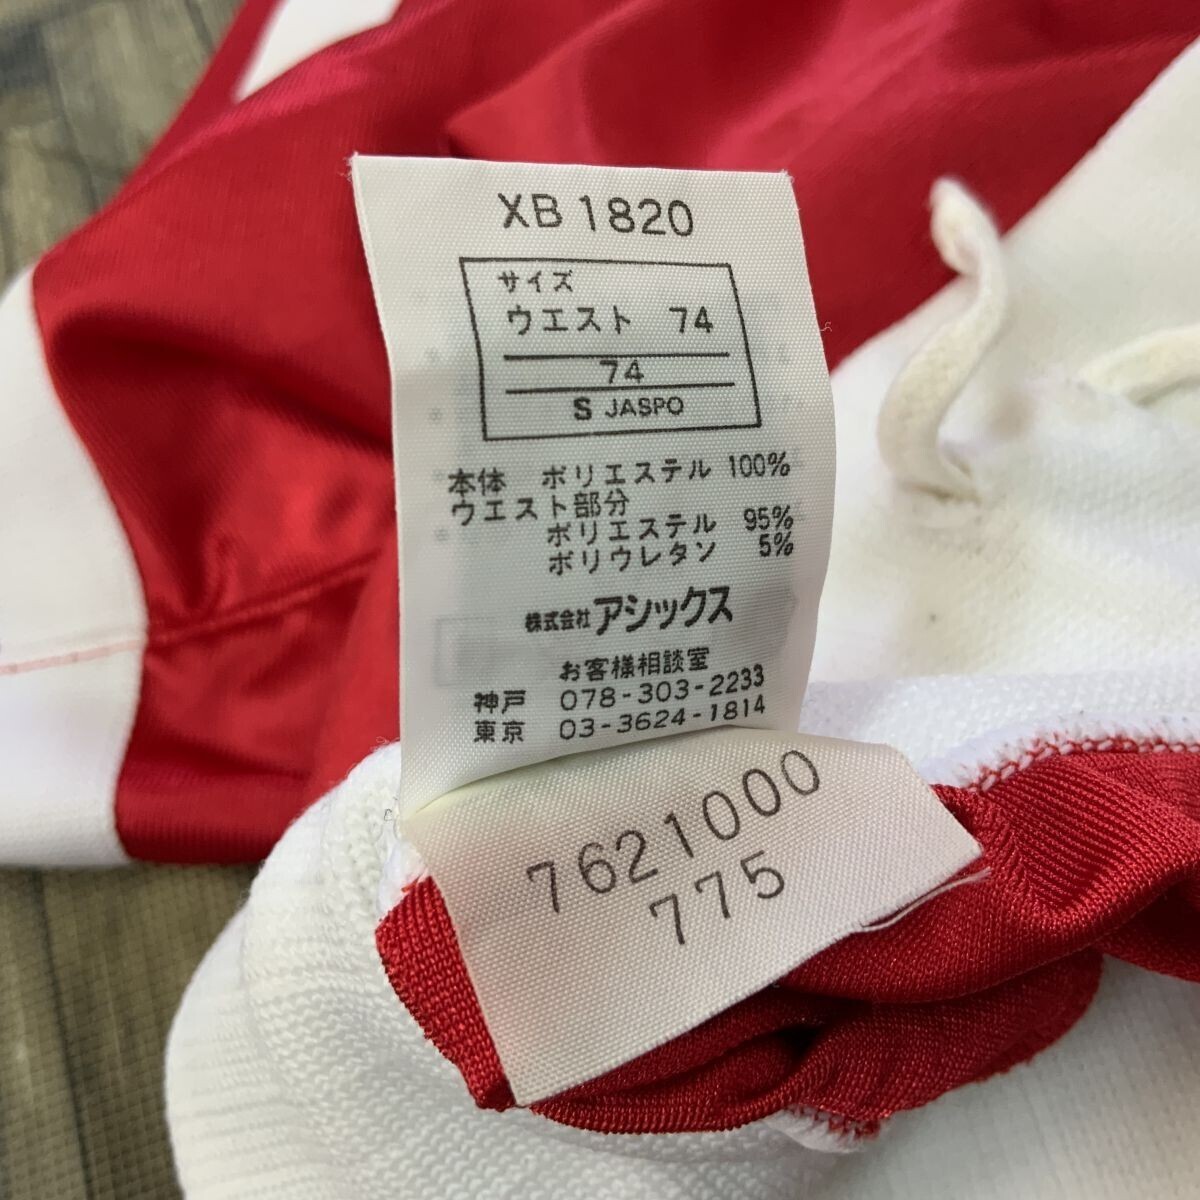 XB 1820
サイズ
ウエスト 74
74
S JASPO
本体 ポリエステル 100%
ウエスト部分
ポリエステル 95%
ポリウレタン 5%
株式会社 アシックス
お客様相談室
神戸 078-303-2233
東京 03-3624-1814
7621000
775